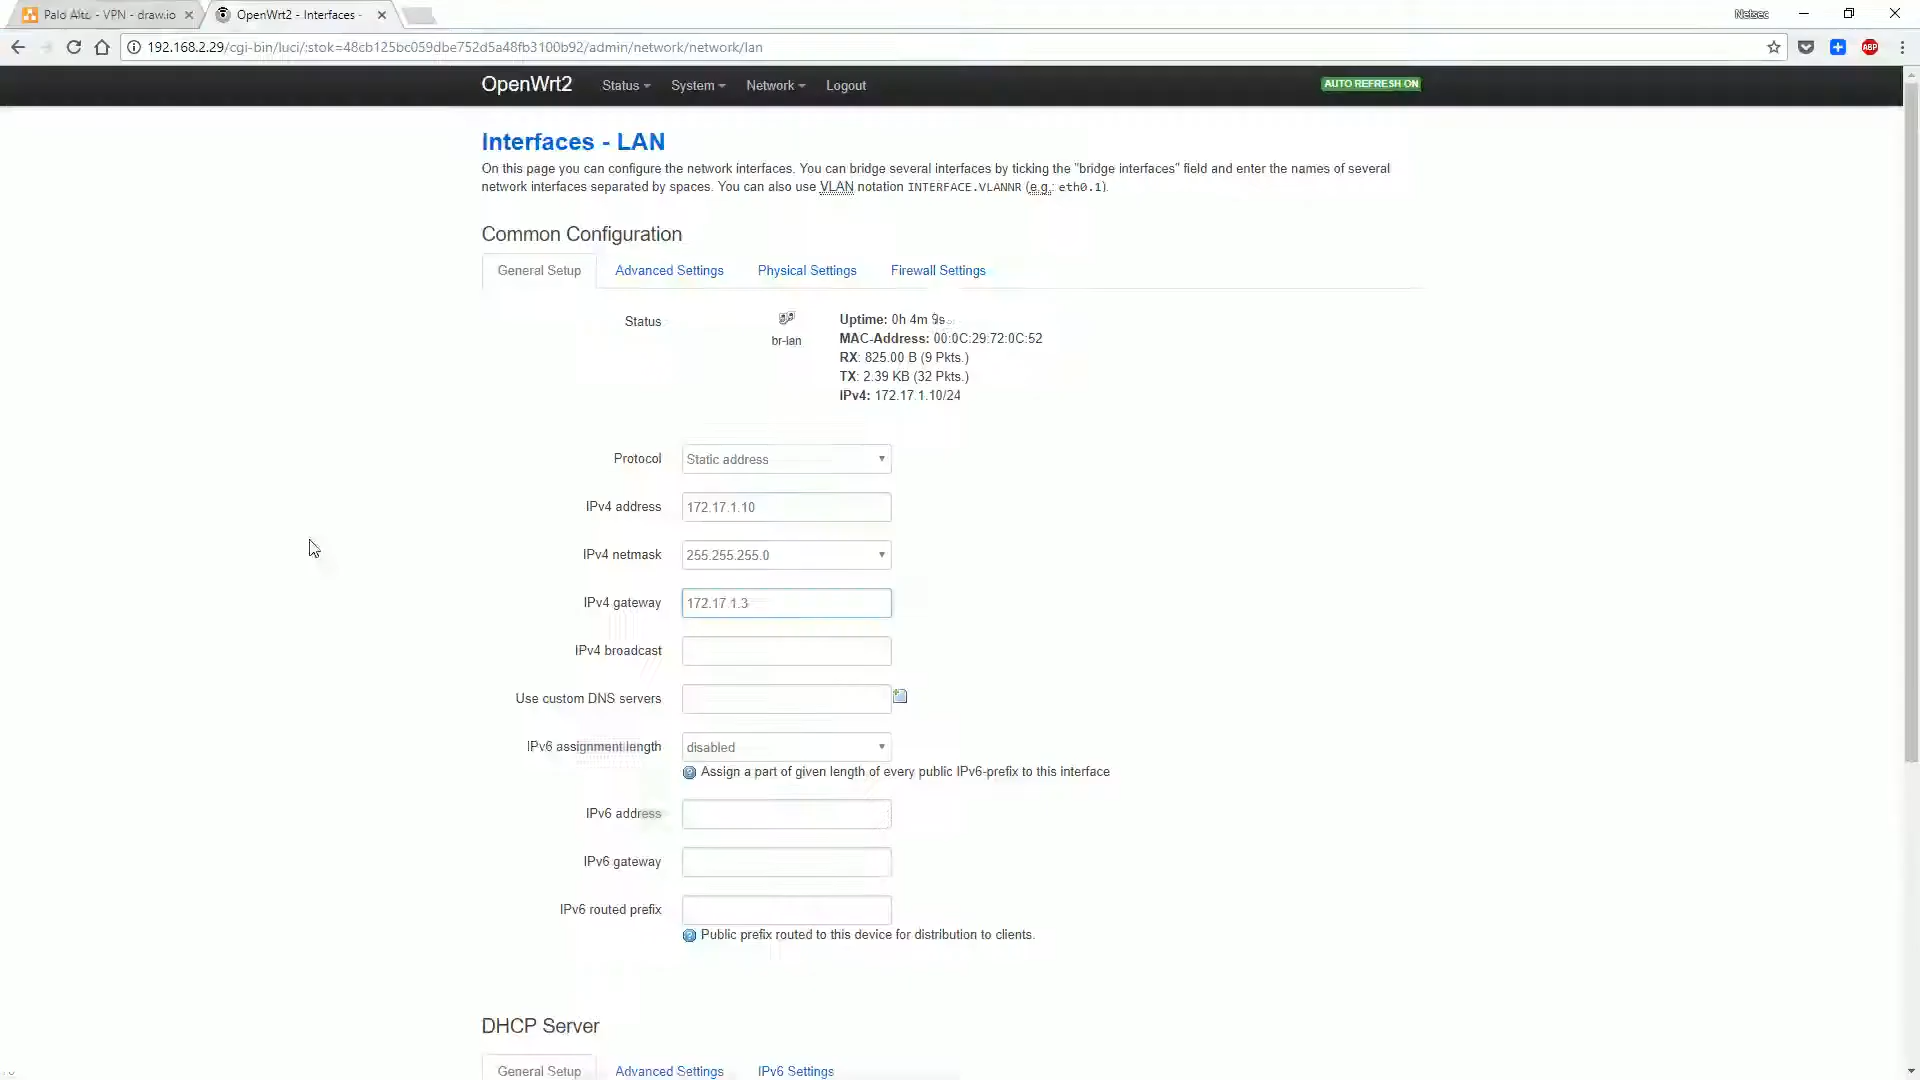 Palo Alto - VPN - draw.io
OpenWrt2 - Interfaces -
Netsec
192.168.2.29/cgi-bin/luci/;stok=48cb125bc059dbe752d5a48fb3100b92/admin/network/network/lan
ABP
OpenWrt2 Status System Network Logout
AUTO REFRESH ON
Interfaces - LAN
On this page you can configure the network interfaces. You can bridge several interfaces by ticking the "bridge interfaces" field and enter the names of several
network interfaces separated by spaces. You can also use VLAN notation INTERFACE.VLANNR (e.g.: eth0.1).
Common Configuration
General Setup Advanced Settings Physical Settings Firewall Settings
Status
br-lan
Uptime: 0h 4m 9s
MAC-Address: 00:0C:29:72:0C:52
RX: 825.00 B (9 Pkts.)
TX: 2.39 KB (32 Pkts.)
IPv4: 172.17.1.10/24
Protocol Static address
IPv4 address 172.17.1.10
IPv4 netmask 255.255.255.0
IPv4 gateway 172.17.1.3
IPv4 broadcast
Use custom DNS servers
IPv6 assignment length disabled
Assign a part of given length of every public IPv6-prefix to this interface
IPv6 address
IPv6 gateway
IPv6 routed prefix
Public prefix routed to this device for distribution to clients.
DHCP Server
General Setup Advanced Settings IPv6 Settings